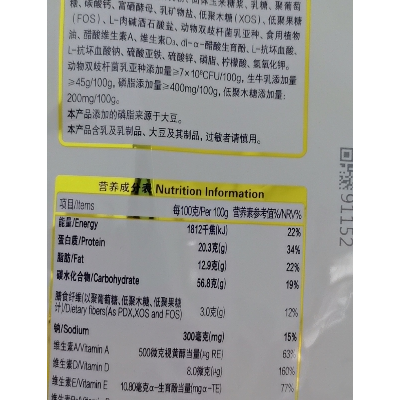 糖、碳酸钙、富硒酵母、乳矿物盐、低聚木糖（XOS）、低聚果糖
（FOS）、L-肉碱酒石酸盐、动物双歧杆菌乳亚种、食用植物
油、醋酸维生素A、维生素D₃、dl-α-醋酸生育酚、L-抗坏血酸、
L-抗坏血酸钠、硫酸亚铁、硫酸锌、磷脂、柠檬酸、氢氧化钾。
动物双歧杆菌乳亚种添加量≥7×10⁸CFU/100g，生牛乳添加量
≥45g/100g，磷脂添加量≥400mg/100g，低聚木糖添加量：
200mg/100g。
本产品添加的磷脂来源于大豆。
本产品含乳及乳制品、大豆及其制品，过敏者请慎用。
营养成分表 Nutrition Information
项目/Items 每100克/Per 100g 营养素参考值%/NRV%
能量/Energy 1812千焦(kJ) 22%
蛋白质/Protein 20.3克(g) 34%
脂肪/Fat 12.9克(g) 22%
碳水化合物/Carbohydrate 56.8克(g) 19%
膳食纤维(以聚葡萄糖、低聚木糖、低聚果糖
计)/Dietary fibers(As PDX,XOS and FOS) 3.0克(g) 12%
钠/Sodium 300毫克(mg) 15%
维生素A/Vitamin A 500微克视黄醇当量(μg RE) 63%
维生素D/Vitamin D 8.0微克(μg) 160%
维生素E/Vitamin E 10.80毫克α-生育酚当量(mgα-TE) 77%
91152